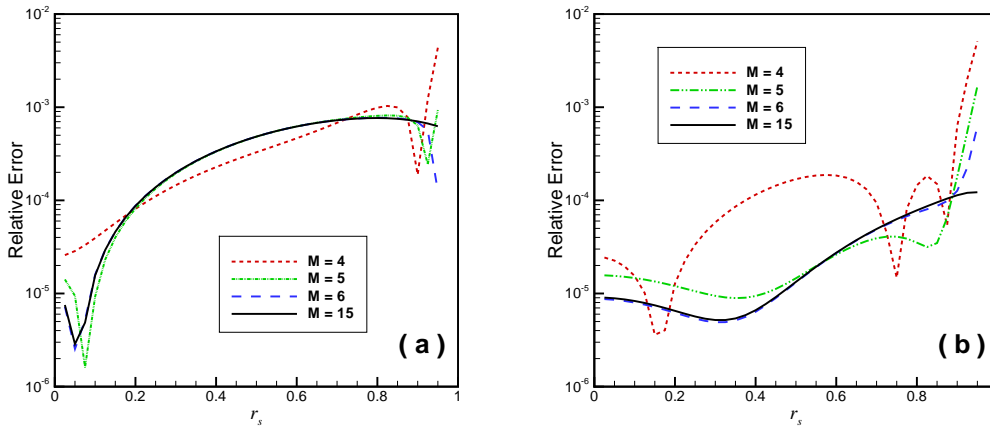 Relative Error
10^-2
10^-3
10^-4
10^-5
10^-6
0
0.2
0.4
0.6
0.8
1
r_s
M = 4
M = 5
M = 6
M = 15
( a )
Relative Error
10^-2
10^-3
10^-4
10^-5
10^-6
0
0.2
0.4
0.6
0.8
r_s
M = 4
M = 5
M = 6
M = 15
( b )